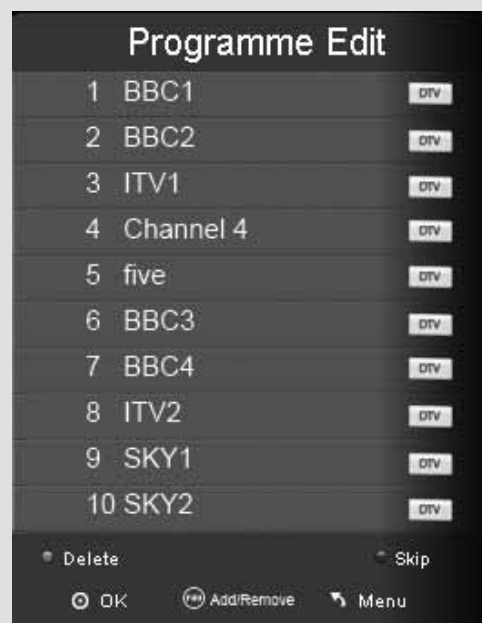 Programme Edit
1 BBC1 DTV
2 BBC2 DTV
3 ITV1 DTV
4 Channel 4 DTV
5 five DTV
6 BBC3 DTV
7 BBC4 DTV
8 ITV2 DTV
9 SKY1 DTV
10 SKY2 DTV
Delete Skip
OK Add/Remove Menu